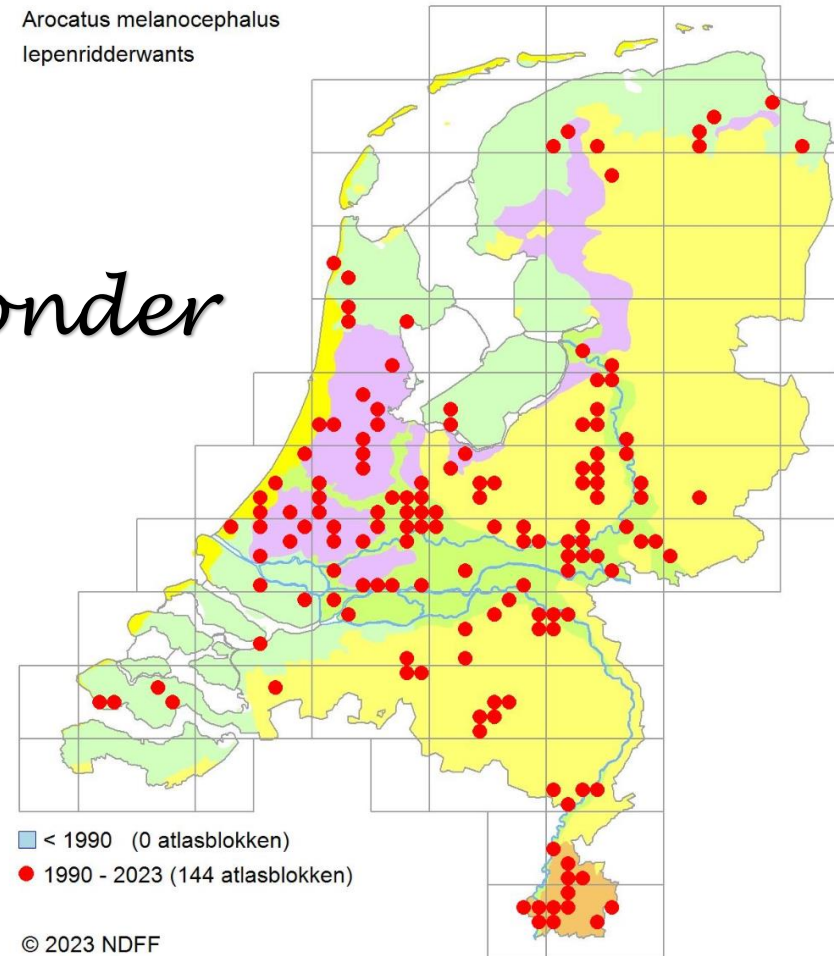 Arocatus melanocephalus
Iepenridderwants
onder
< 1990 (0 atlasblokken)
1990 - 2023 (144 atlasblokken)
© 2023 NDFF